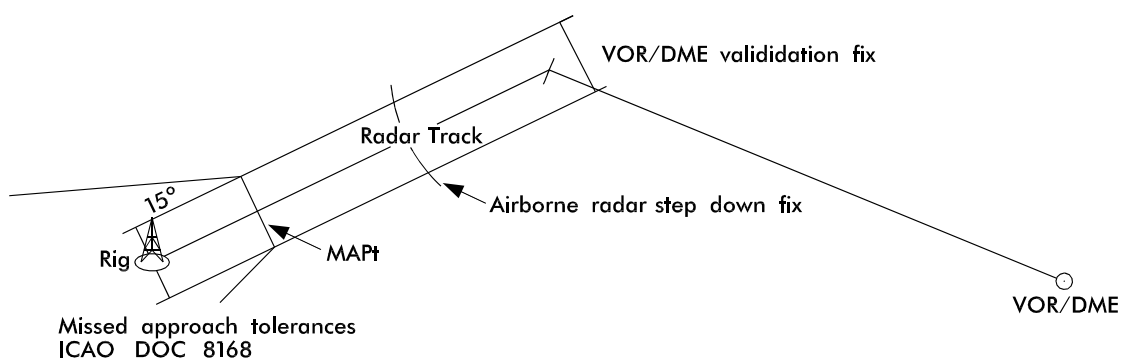 VOR/DME valididation fix
Radar Track
15°
Airborne radar step down fix
Rig
MAPt
VOR/DME
Missed approach tolerances
ICAO DOC 8168